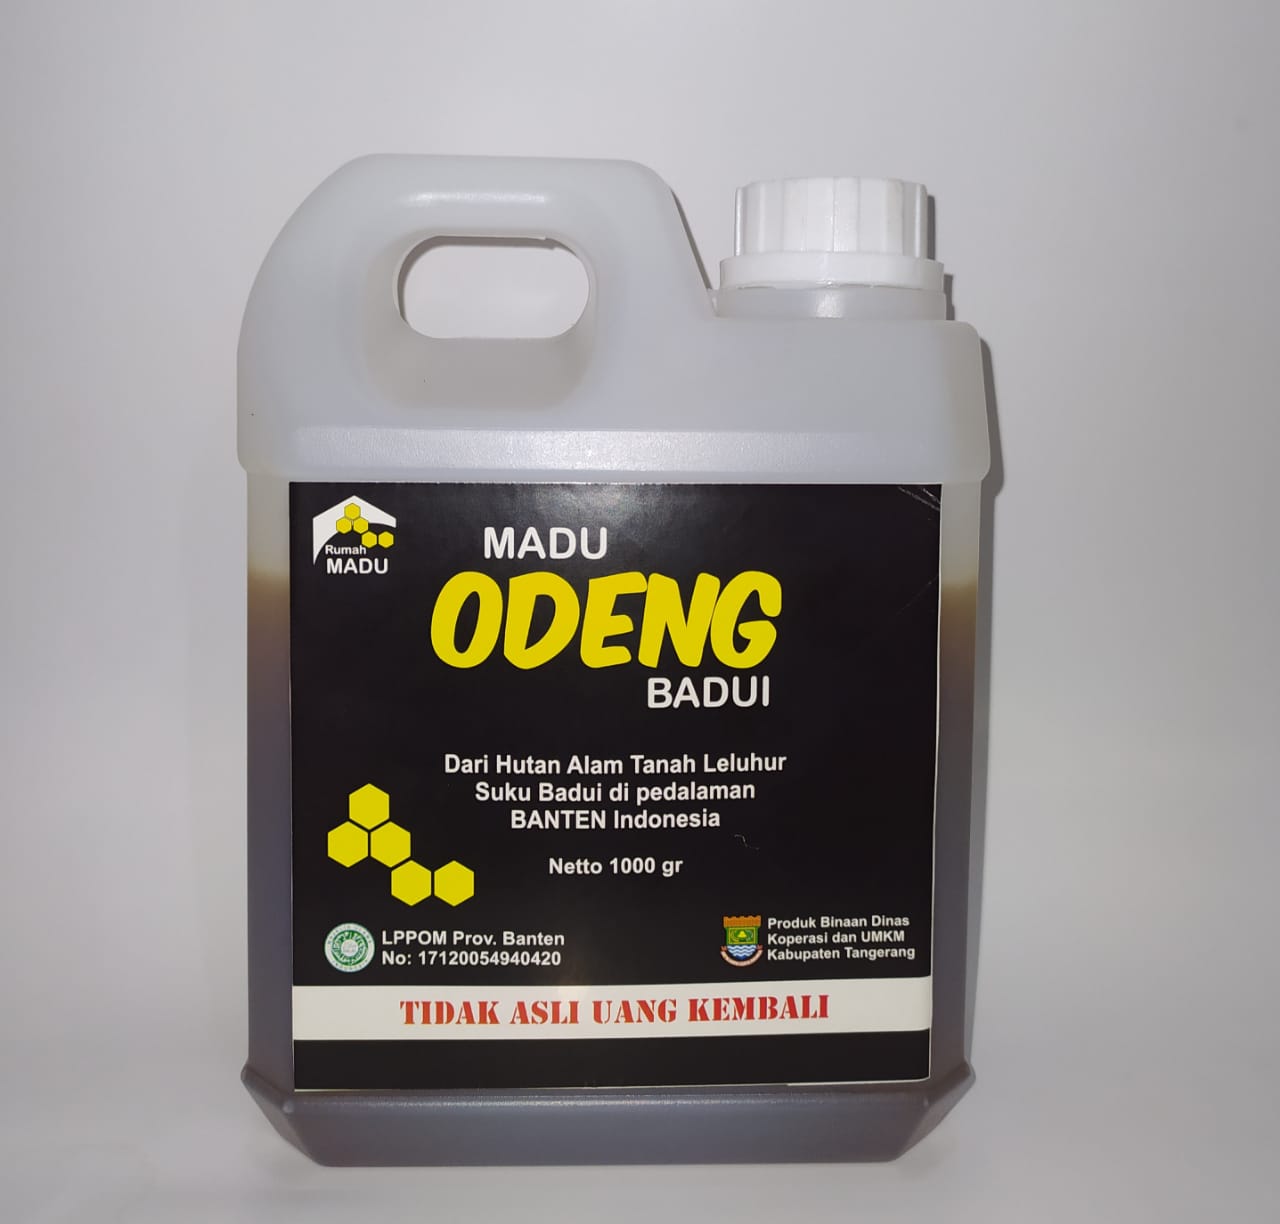 Rumah
MADU
MADU
ODENG
BADUI
Dari Hutan Alam Tanah Leluhur
Suku Badui di pedalaman
BANTEN Indonesia
Netto 1000 gr
LPPOM Prov. Banten
No: 17120054940420
Produk Binaan Dinas
Koperasi dan UMKM
Kabupaten Tangerang
TIDAK ASLI UANG KEMBALI